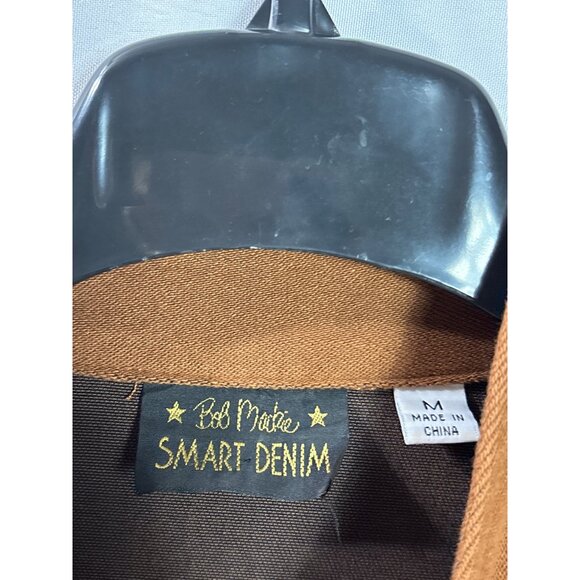 ★ Bob Mackie ★
SMART DENIM
M
MADE IN
CHINA